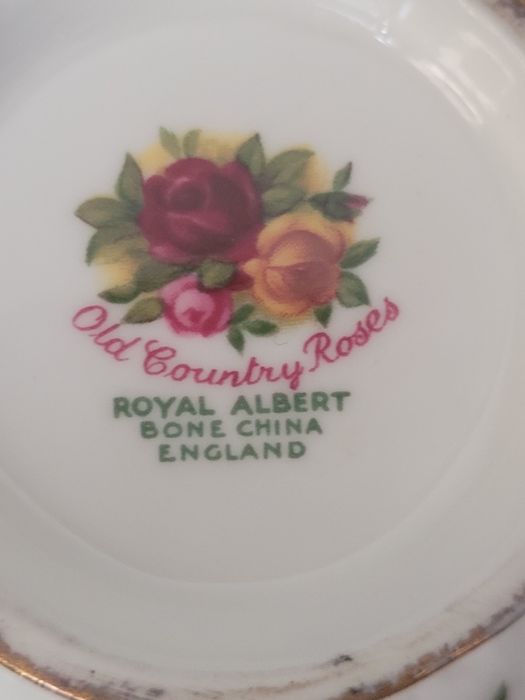 Old Country Roses
ROYAL ALBERT
BONE CHINA
ENGLAND